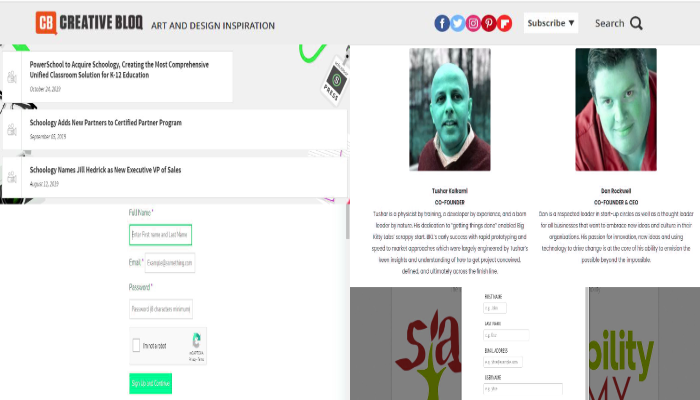 CB CREATIVE BLOQ ART AND DESIGN INSPIRATION
Subscribe ▼ Search
PowerSchool to Acquire Schoology, Creating the Most Comprehensive
Unified Classroom Solution for K-12 Education
October 24, 2019
Schoology Adds New Partners to Certified Partner Program
September 05, 2019
Schoology Names Jill Hedrick as New Executive VP of Sales
August 12, 2019
PRESS
Full Name *
Enter First name and Last Name
Email *
Example@something.com
Password *
Password (8 characters minimum)
I'm not a robot
reCAPTCHA
Privacy - Terms
Sign Up and Continue
Tushar Kulkarni
CO-FOUNDER
Tushar is a physicist by training, a developer by experience, and a born
leader by nature. His dedication to "getting things done" enabled Big
Kitty Labs' scrappy start. BKL's early success with rapid prototyping and
speed to market approaches which were largely engineered by Tushar's
keen insights and understanding of how to get project conceived,
defined, and ultimately across the finish line.
Dan Rockwell
CO-FOUNDER & CEO
Dan is a respected leader in start-up circles as well as a thought leader
for all businesses that want to embrace new ideas and culture in their
organizations. His passion for innovation, new ideas and using
technology to drive change is at the core of his ability to envision the
possible beyond the impossible.
FIRST NAME
LAST NAME
EMAIL ADDRESS
USERNAME
sta
bility
MY